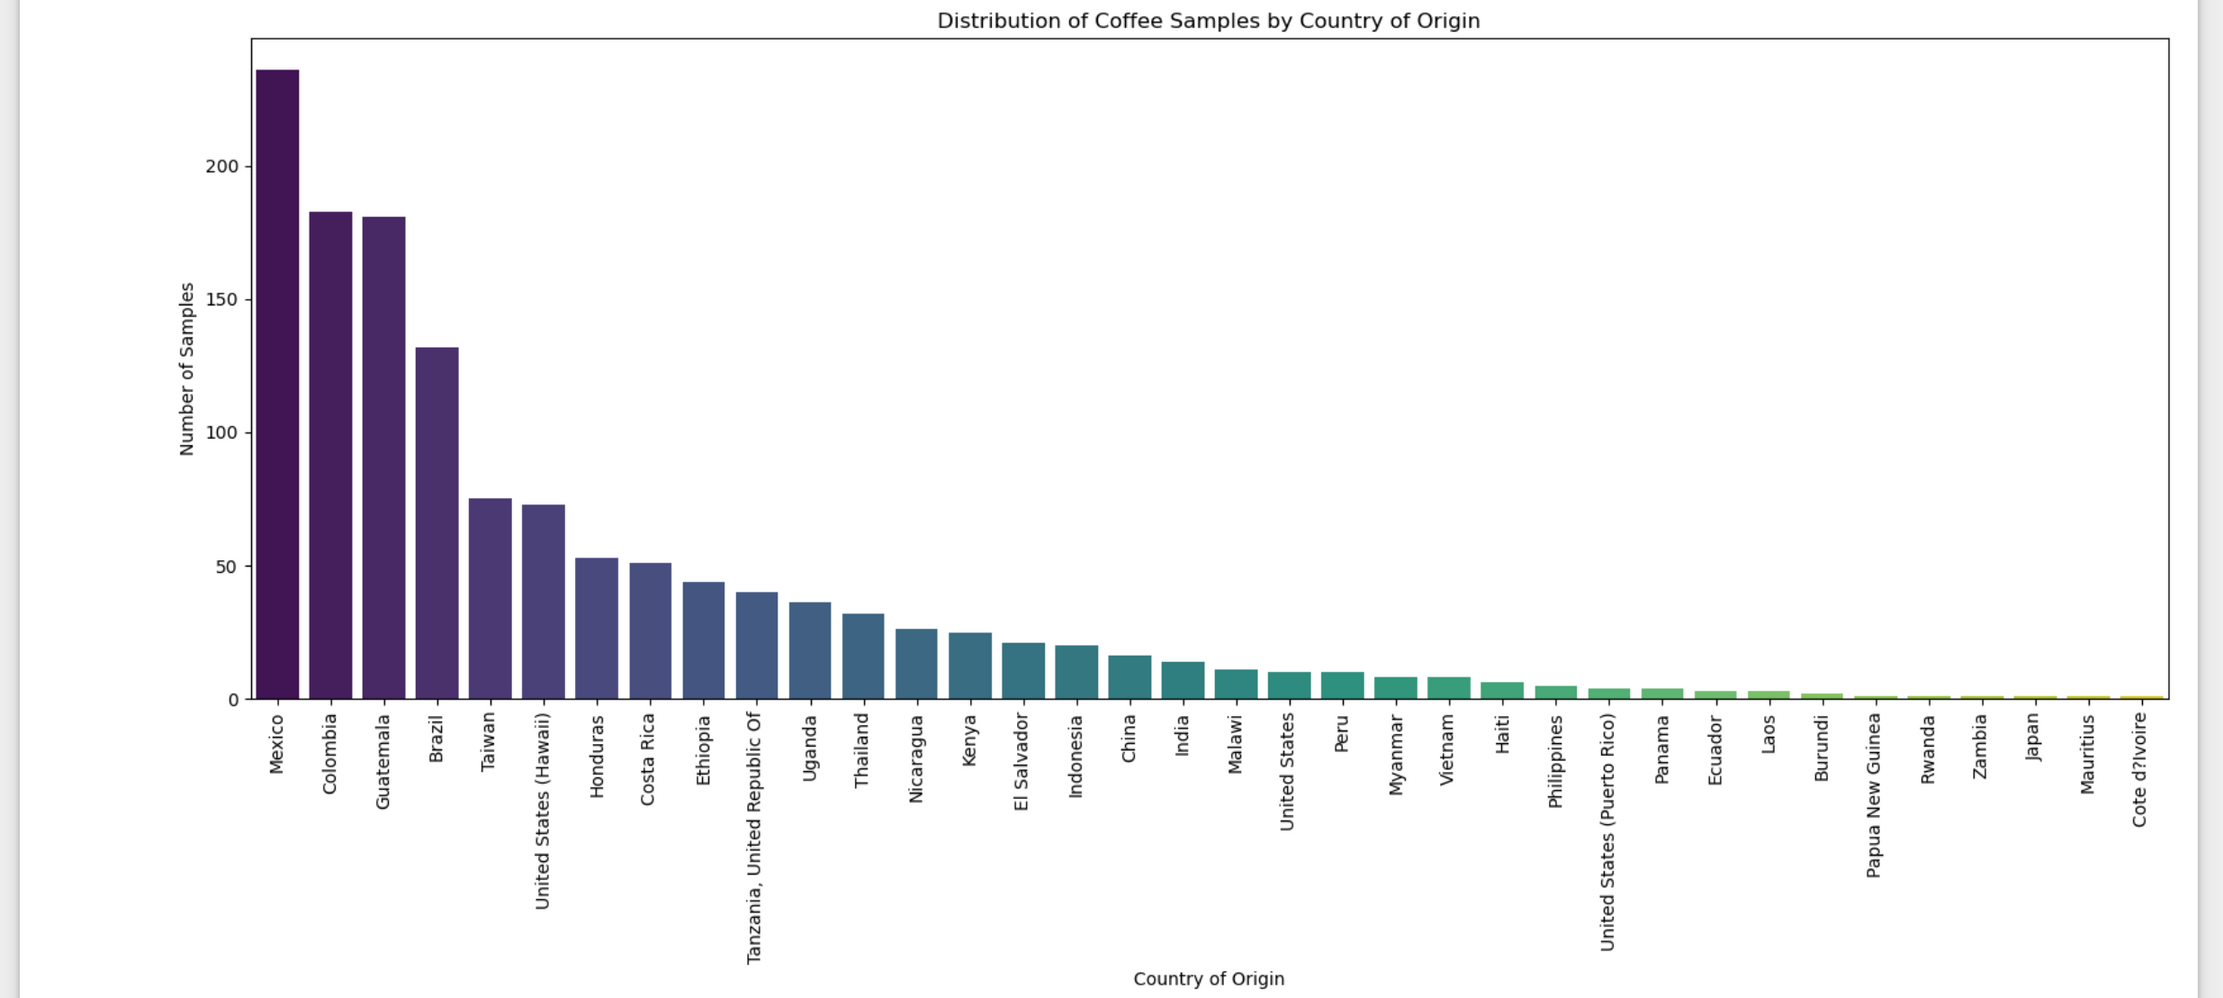 Distribution of Coffee Samples by Country of Origin
Number of Samples
200
150
100
50
0
Mexico
Colombia
Guatemala
Brazil
Taiwan
United States (Hawaii)
Honduras
Costa Rica
Ethiopia
Tanzania, United Republic Of
Uganda
Thailand
Nicaragua
Kenya
El Salvador
Indonesia
China
India
Malawi
United States
Peru
Myanmar
Vietnam
Haiti
Philippines
United States (Puerto Rico)
Panama
Ecuador
Laos
Burundi
Papua New Guinea
Rwanda
Zambia
Japan
Mauritius
Cote d?Ivoire
Country of Origin